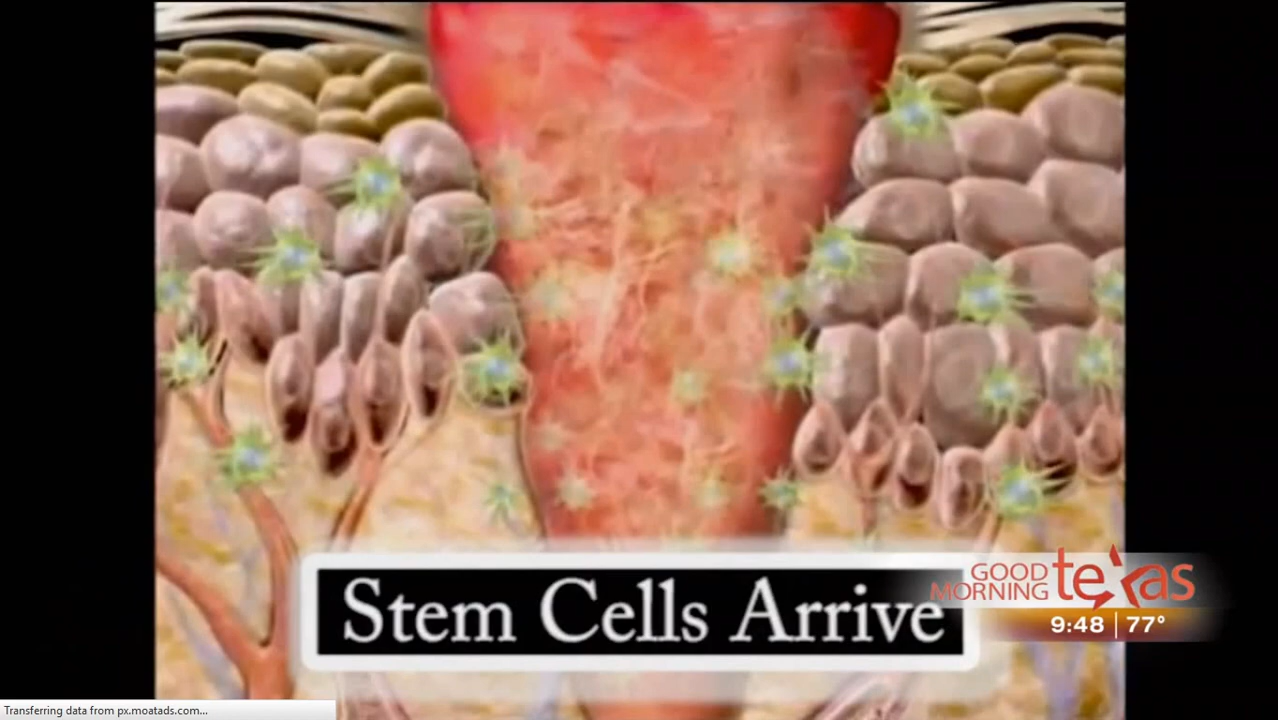 Stem Cells Arrive
GOOD
MORNING
texas
9:48 | 77°
Transferring data from px.moatads.com...